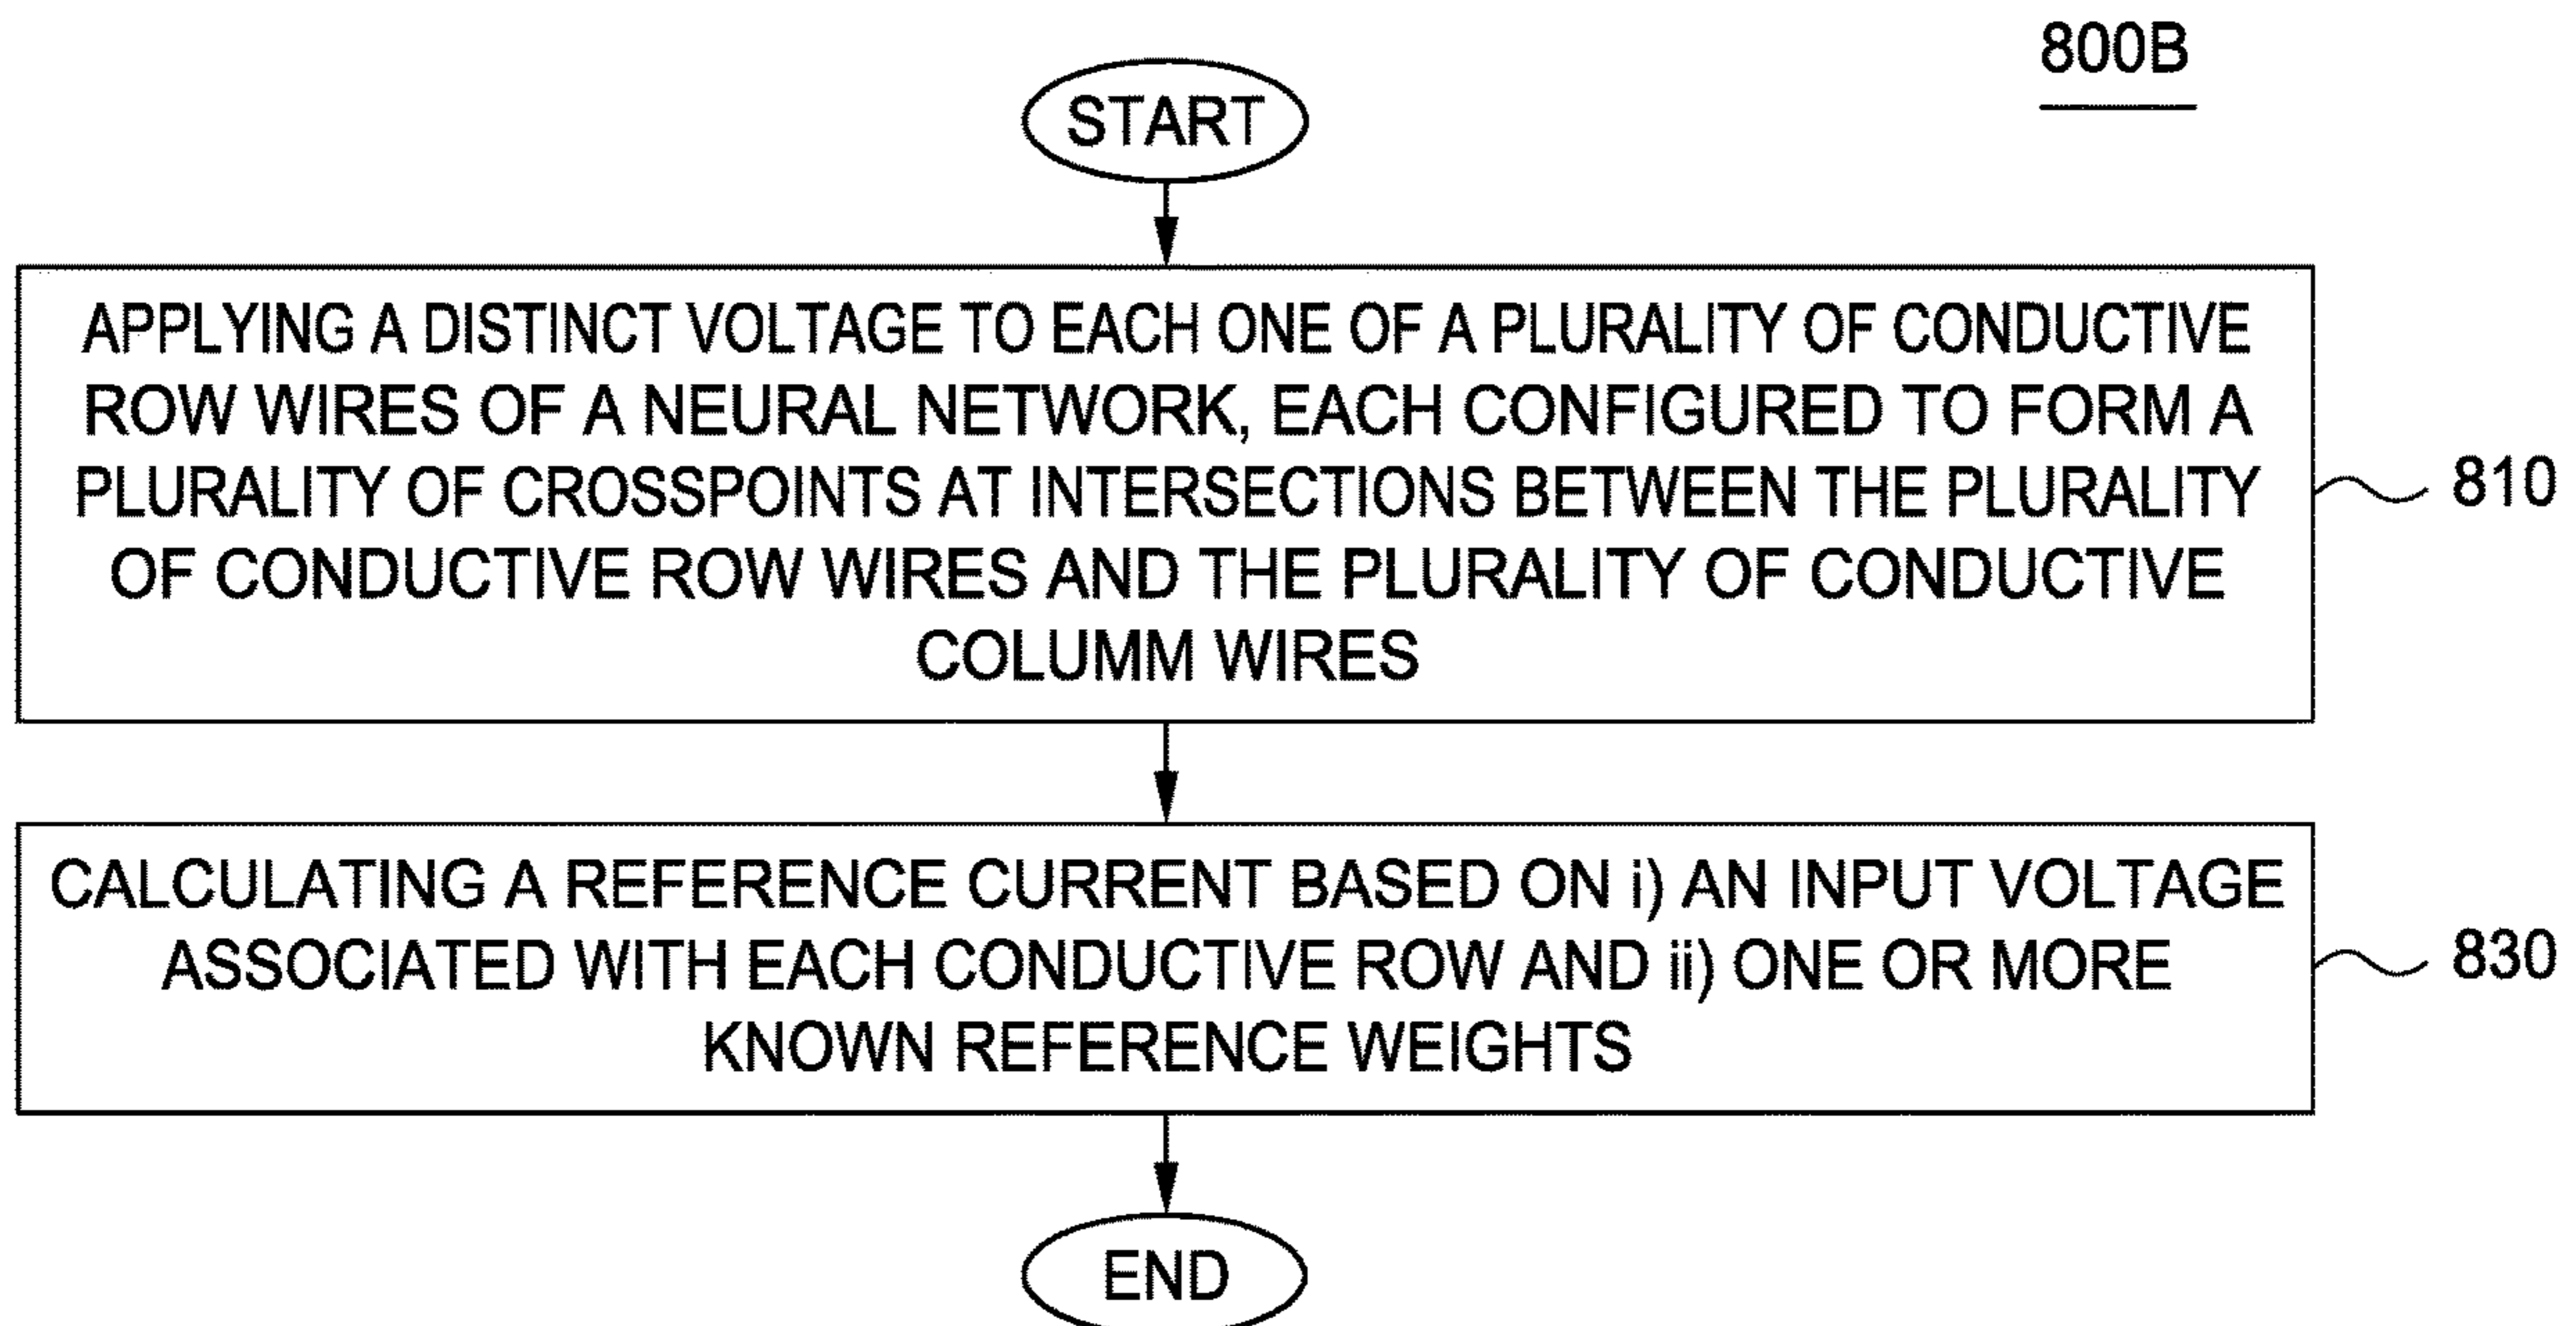 800B
START
APPLYING A DISTINCT VOLTAGE TO EACH ONE OF A PLURALITY OF CONDUCTIVE
ROW WIRES OF A NEURAL NETWORK, EACH CONFIGURED TO FORM A
PLURALITY OF CROSSPOINTS AT INTERSECTIONS BETWEEN THE PLURALITY
OF CONDUCTIVE ROW WIRES AND THE PLURALITY OF CONDUCTIVE
COLUMM WIRES
810
CALCULATING A REFERENCE CURRENT BASED ON i) AN INPUT VOLTAGE
ASSOCIATED WITH EACH CONDUCTIVE ROW AND ii) ONE OR MORE
KNOWN REFERENCE WEIGHTS
830
END